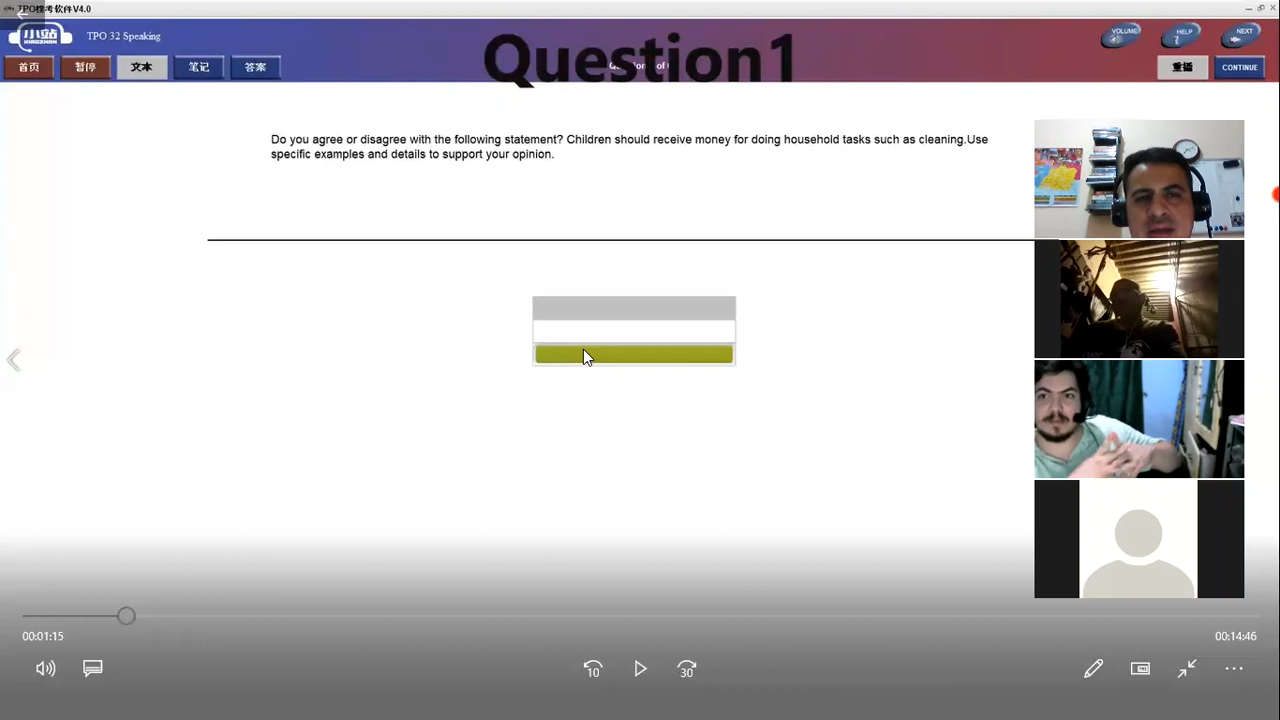 TPO模考软件V4.0
小站
XIAOZHAN
TPO 32 Speaking
Question1
VOLUME
HELP
?
NEXT
首页
暂停
文本
笔记
答案
重播
CONTINUE
Do you agree or disagree with the following statement? Children should receive money for doing household tasks such as cleaning.Use
specific examples and details to support your opinion.
00:01:15
00:14:46
10
30